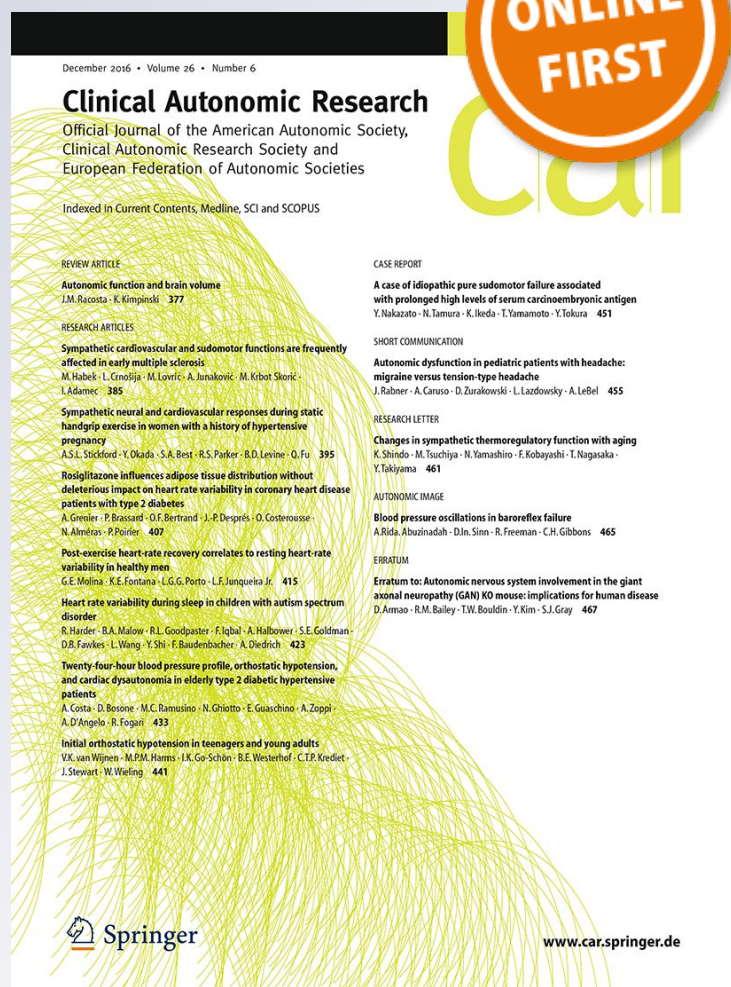 ONLINE
FIRST
December 2016 • Volume 26 • Number 6
Clinical Autonomic Research
Official Journal of the American Autonomic Society,
Clinical Autonomic Research Society and
European Federation of Autonomic Societies
car
Indexed in Current Contents, Medline, SCI and SCOPUS
REVIEW ARTICLE
Autonomic function and brain volume
J.M. Racosta · K. Kimpinski 377
RESEARCH ARTICLES
Sympathetic cardiovascular and sudomotor functions are frequently
affected in early multiple sclerosis
M. Habek · L. Crnošija · M. Lovrić · A. Junaković · M. Krbot Skorić ·
I. Adamec 385
Sympathetic neural and cardiovascular responses during static
handgrip exercise in women with a history of hypertensive
pregnancy
A.S.L. Stickford · Y. Okada · S.A. Best · R.S. Parker · B.D. Levine · Q. Fu 395
Rosiglitazone influences adipose tissue distribution without
deleterious impact on heart rate variability in coronary heart disease
patients with type 2 diabetes
A. Grenier · P. Brassard · O.F. Bertrand · J.-P. Després · O. Costerousse ·
N. Alméras · P. Poirier 407
Post-exercise heart-rate recovery correlates to resting heart-rate
variability in healthy men
G.E. Molina · K.E. Fontana · L.G.G. Porto · L.F. Junqueira Jr. 415
Heart rate variability during sleep in children with autism spectrum
disorder
R. Harder · B.A. Malow · R.L. Goodpaster · F. Iqbal · A. Halbower · S.E. Goldman ·
D.B. Fawkes · L. Wang · Y. Shi · F. Baudenbacher · A. Diedrich 423
Twenty-four-hour blood pressure profile, orthostatic hypotension,
and cardiac dysautonomia in elderly type 2 diabetic hypertensive
patients
A. Costa · D. Bosone · M.C. Ramusino · N. Ghiotto · E. Guaschino · A. Zoppi ·
A. D'Angelo · R. Fogari 433
Initial orthostatic hypotension in teenagers and young adults
V.K. van Wijnen · M.P.M. Harms · I.K. Go-Schön · B.E. Westerhof · C.T.P. Krediet ·
J. Stewart · W. Wieling 441
CASE REPORT
A case of idiopathic pure sudomotor failure associated
with prolonged high levels of serum carcinoembryonic antigen
Y. Nakazato · N. Tamura · K. Ikeda · T. Yamamoto · Y. Tokura 451
SHORT COMMUNICATION
Autonomic dysfunction in pediatric patients with headache:
migraine versus tension-type headache
J. Rabner · A. Caruso · D. Zurakowski · L. Lazdowsky · A. LeBel 455
RESEARCH LETTER
Changes in sympathetic thermoregulatory function with aging
K. Shindo · M. Tsuchiya · N. Yamashiro · F. Kobayashi · T. Nagasaka ·
Y. Takiyama 461
AUTONOMIC IMAGE
Blood pressure oscillations in baroreflex failure
A.Rida. Abuzinadah · D.In. Sinn · R. Freeman · C.H. Gibbons 465
ERRATUM
Erratum to: Autonomic nervous system involvement in the giant
axonal neuropathy (GAN) KO mouse: implications for human disease
D. Armao · R.M. Bailey · T.W. Bouldin · Y. Kim · S.J. Gray 467
Springer
www.car.springer.de